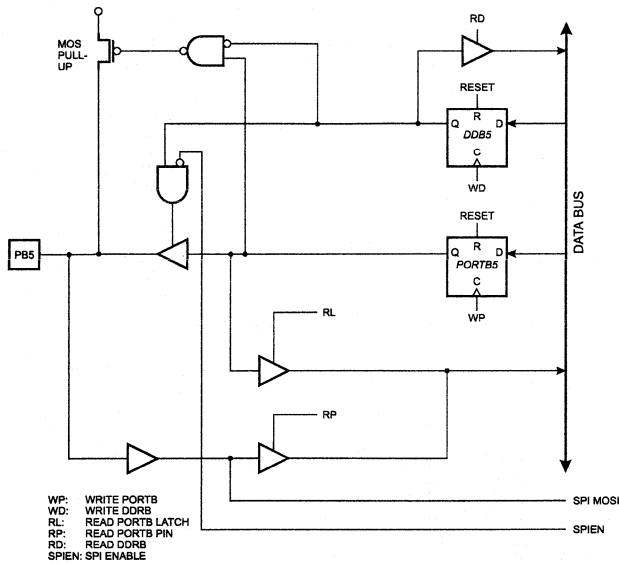 RD
MOS
PULL-
UP
RESET
R
Q
D
DDB5
C
WD
DATA BUS
RESET
R
Q
D
PORTB5
C
WP
PB5
RL
RP
SPI MOSI
SPIEN
WP: WRITE PORTB
WD: WRITE DDRB
RL: READ PORTB LATCH
RP: READ PORTB PIN
RD: READ DDRB
SPIEN: SPI ENABLE